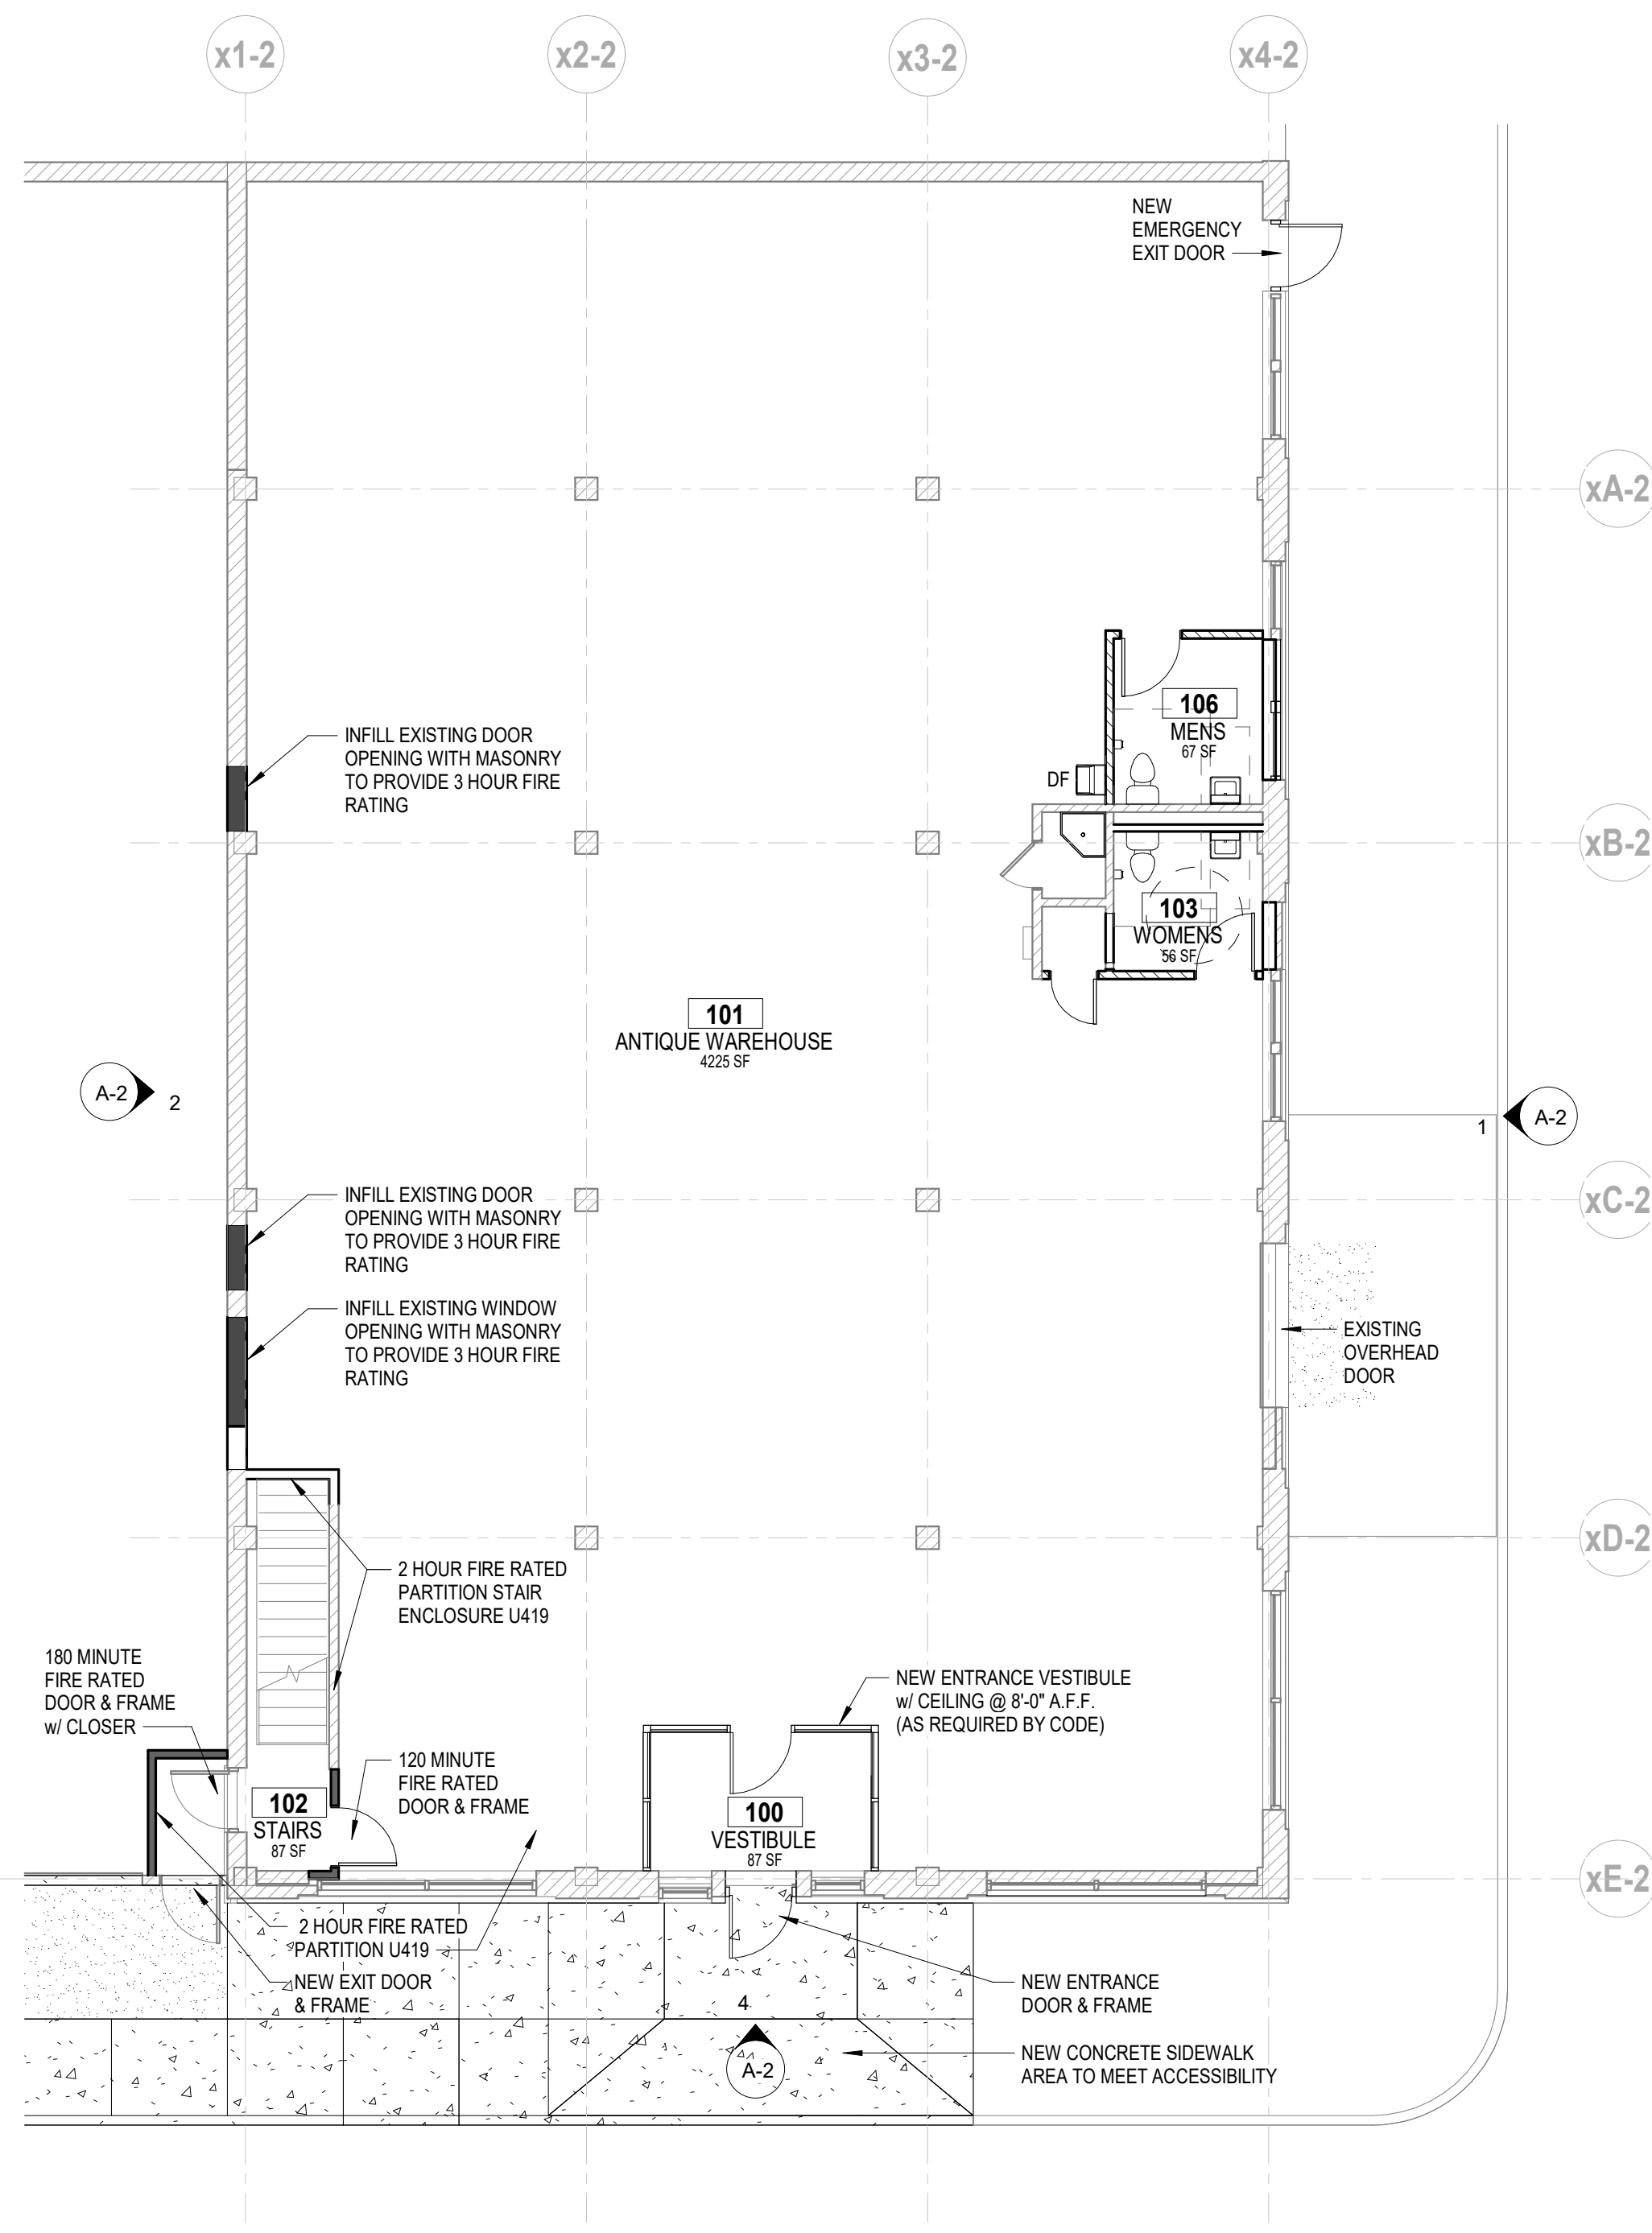 x1-2
x2-2
x3-2
x4-2
NEW
EMERGENCY
EXIT DOOR
xA-2
106
MENS
67 SF
INFILL EXISTING DOOR
OPENING WITH MASONRY
TO PROVIDE 3 HOUR FIRE
RATING
DF
xB-2
103
WOMENS
56 SF
101
ANTIQUE WAREHOUSE
4225 SF
A-2
2
1
A-2
INFILL EXISTING DOOR
OPENING WITH MASONRY
TO PROVIDE 3 HOUR FIRE
RATING
xC-2
INFILL EXISTING WINDOW
OPENING WITH MASONRY
TO PROVIDE 3 HOUR FIRE
RATING
EXISTING
OVERHEAD
DOOR
xD-2
2 HOUR FIRE RATED
PARTITION STAIR
ENCLOSURE U419
180 MINUTE
FIRE RATED
DOOR & FRAME
w/ CLOSER
NEW ENTRANCE VESTIBULE
w/ CEILING @ 8'-0" A.F.F.
(AS REQUIRED BY CODE)
120 MINUTE
FIRE RATED
DOOR & FRAME
102
STAIRS
87 SF
100
VESTIBULE
87 SF
xE-2
2 HOUR FIRE RATED
PARTITION U419
NEW EXIT DOOR
& FRAME
NEW ENTRANCE
DOOR & FRAME
4
A-2
NEW CONCRETE SIDEWALK
AREA TO MEET ACCESSIBILITY